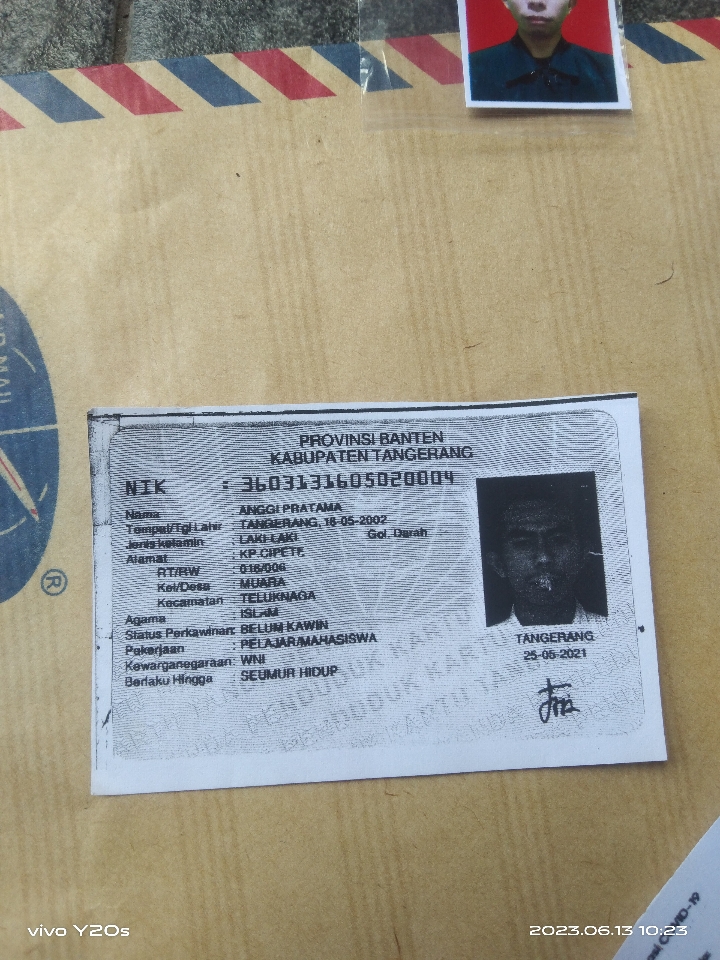 PROVINSI BANTEN
KABUPATEN TANGERANG
NIK : 3603131605020004
Nama : ANGGI PRATAMA
Tempat/Tgl Lahir : TANGERANG, 16-05-2002
Jenis kelamin : LAKI-LAKI Gol. Darah
Alamat : KP.CIPETE
RT/RW : 016/006
Kel/Desa : MUARA
Kecamatan : TELUKNAGA
Agama : ISLAM
Status Perkawinan: BELUM KAWIN
Pekerjaan : PELAJAR/MAHASISWA
Kewarganegaraan: WNI
Berlaku Hingga : SEUMUR HIDUP
TANGERANG
25-05-2021
®
COVID-19
vivo Y20s
2023.06.13 10:23